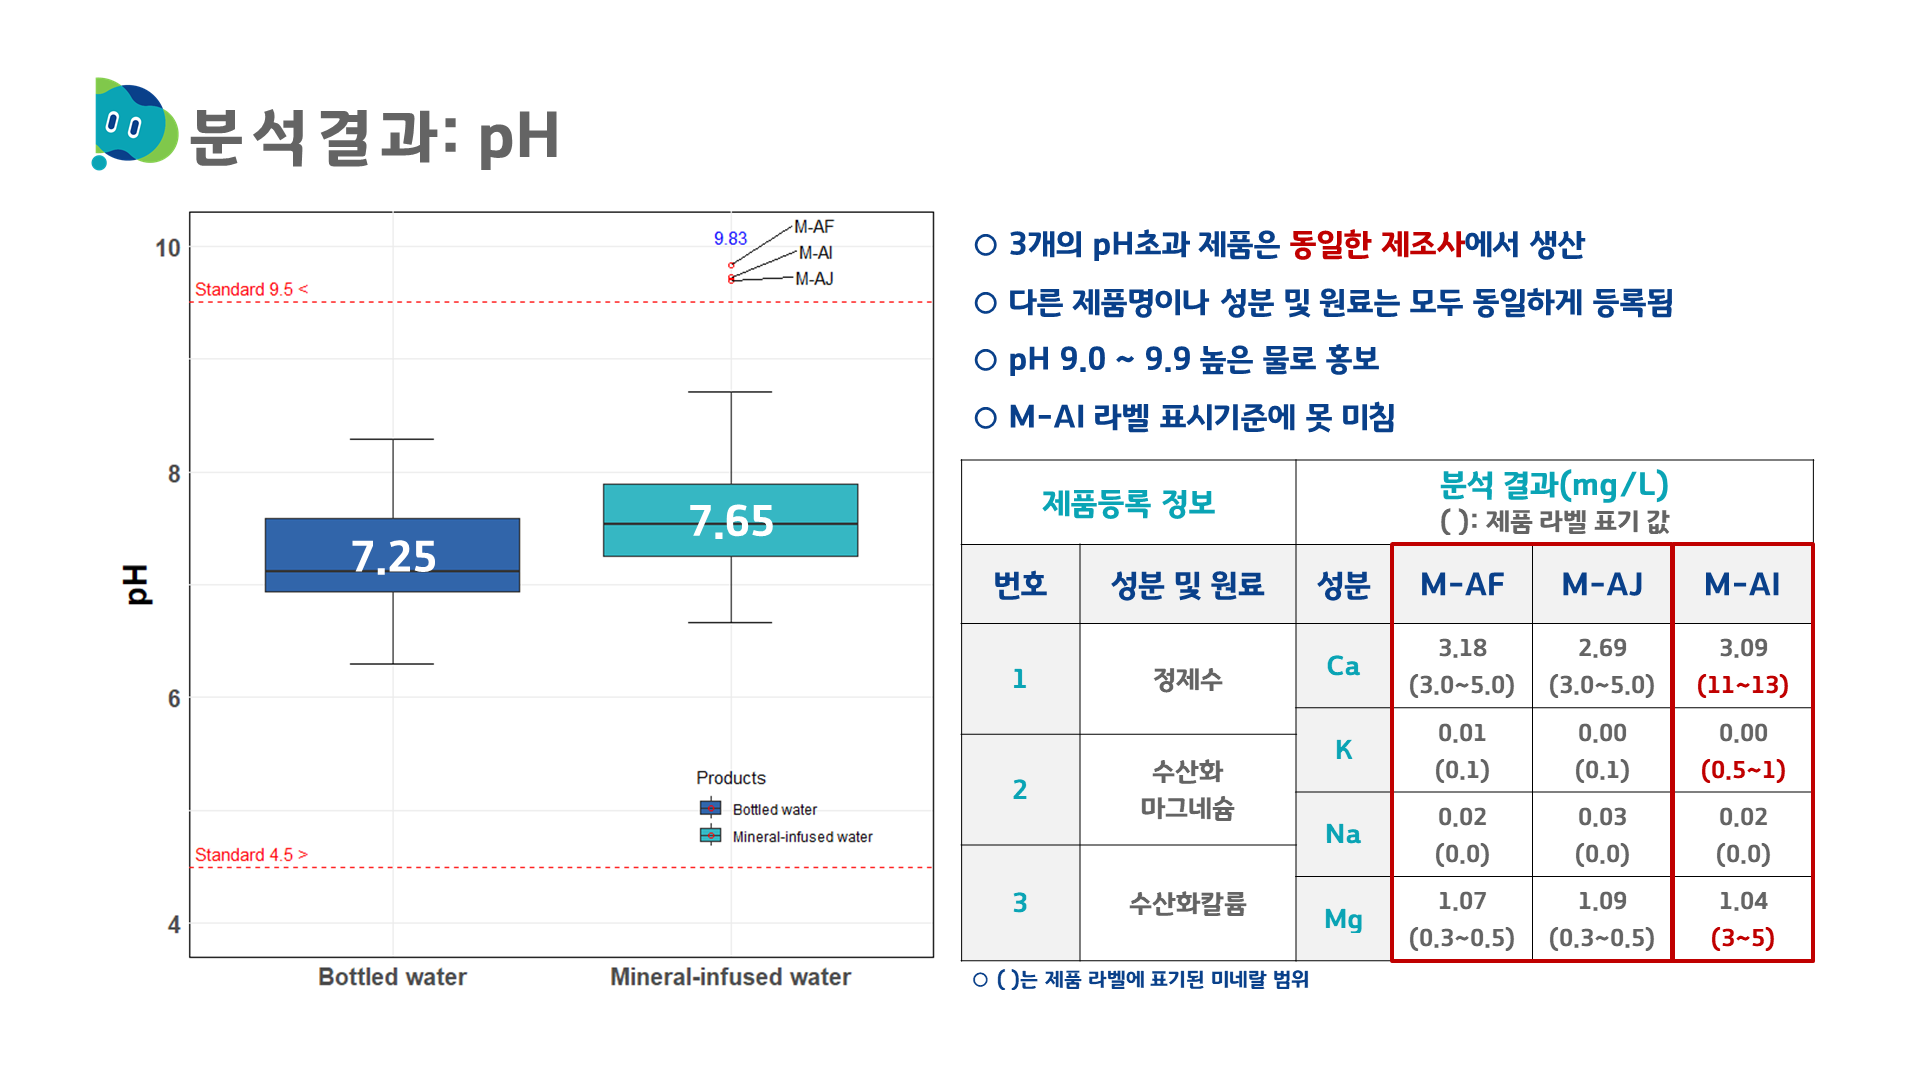 분석결과: pH
10
8
6
4
pH
Standard 9.5 <
Standard 4.5 >
9.83
M-AF
M-AI
M-AJ
7.25
7.65
Products
Bottled water
Mineral-infused water
Bottled water
Mineral-infused water
○ 3개의 pH초과 제품은 동일한 제조사에서 생산
○ 다른 제품명이나 성분 및 원료는 모두 동일하게 등록됨
○ pH 9.0 ~ 9.9 높은 물로 홍보
○ M-AI 라벨 표시기준에 못 미침
제품등록 정보
분석 결과(mg/L)
( ): 제품 라벨 표기 값
번호 성분 및 원료 성분 M-AF M-AJ M-AI
1 정제수
2 수산화
마그네슘
3 수산화칼륨
Ca 3.18 2.69 3.09
(3.0~5.0) (3.0~5.0) (11~13)
K 0.01 0.00 0.00
(0.1) (0.1) (0.5~1)
Na 0.02 0.03 0.02
(0.0) (0.0) (0.0)
Mg 1.07 1.09 1.04
(0.3~0.5) (0.3~0.5) (3~5)
○ ( )는 제품 라벨에 표기된 미네랄 범위